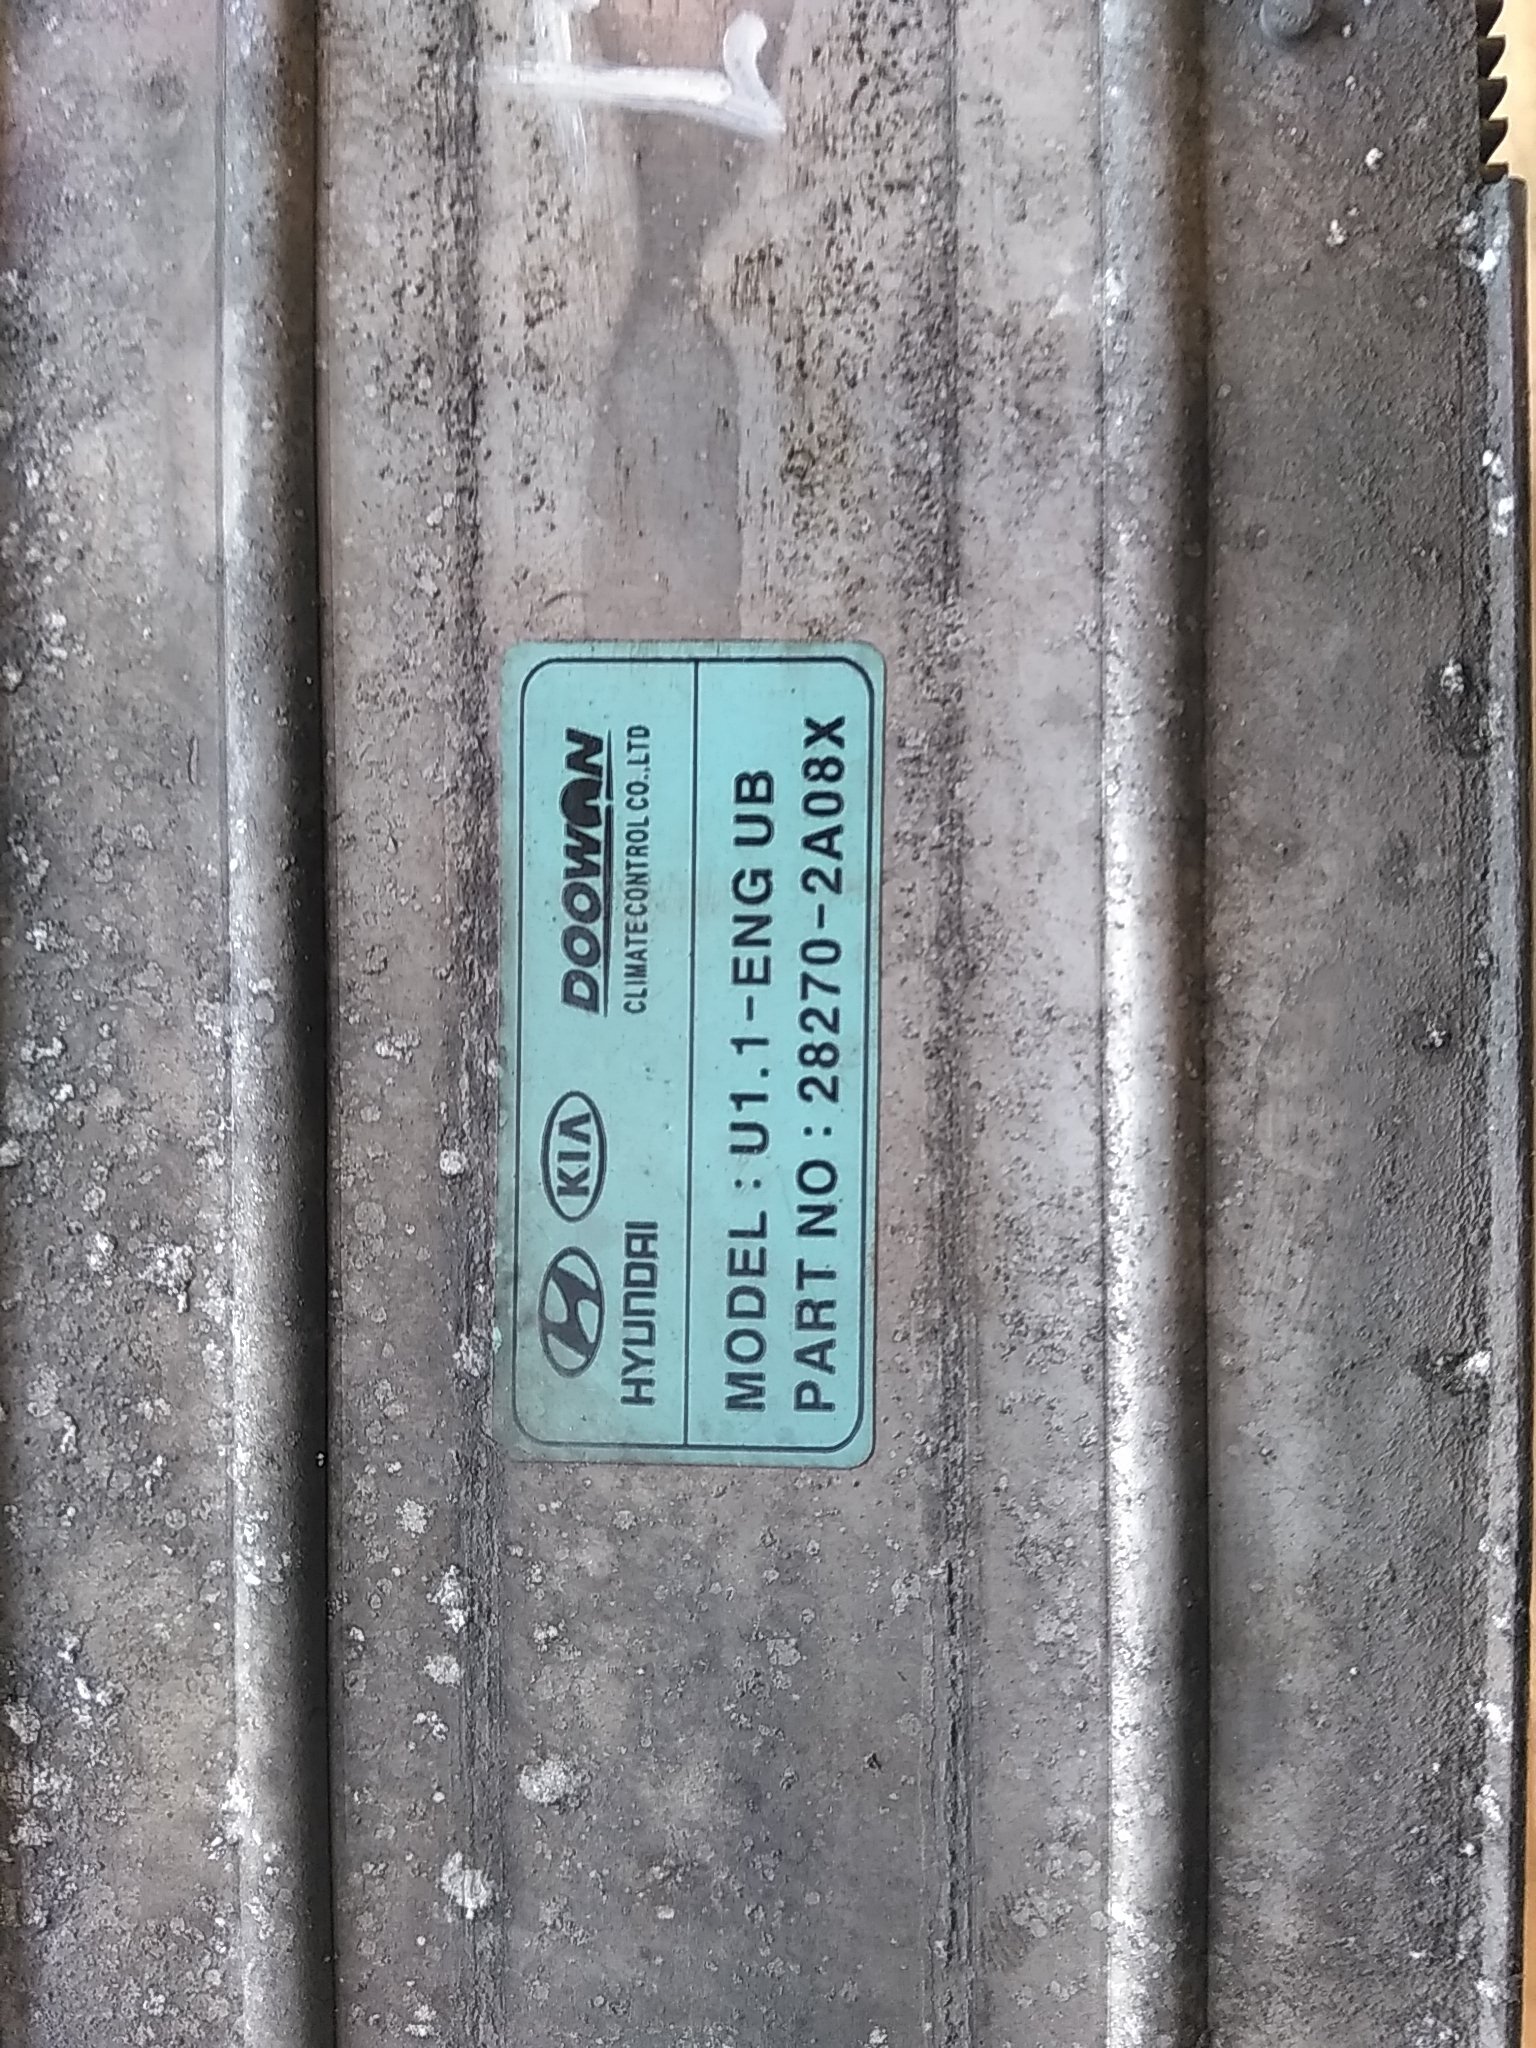 HYUNDAI
KIA
DOOWON
CLIMATE CONTROL CO.,LTD
MODEL : U1.1-ENG UB
PART NO : 28270-2A08X